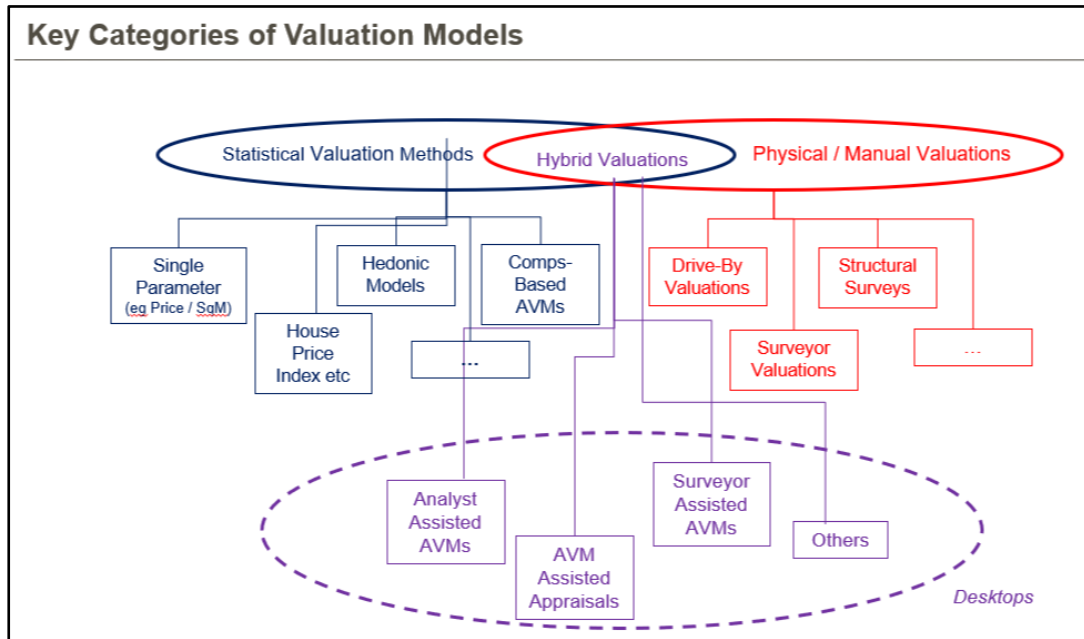 Key Categories of Valuation Models
Statistical Valuation Methods
Hybrid Valuations
Physical / Manual Valuations
Single
Parameter
(eg Price / SqM)
House
Price
Index etc
Hedonic
Models
...
Comps-
Based
AVMs
Drive-By
Valuations
Surveyor
Valuations
Structural
Surveys
...
Analyst
Assisted
AVMs
AVM
Assisted
Appraisals
Surveyor
Assisted
AVMs
Others
Desktops